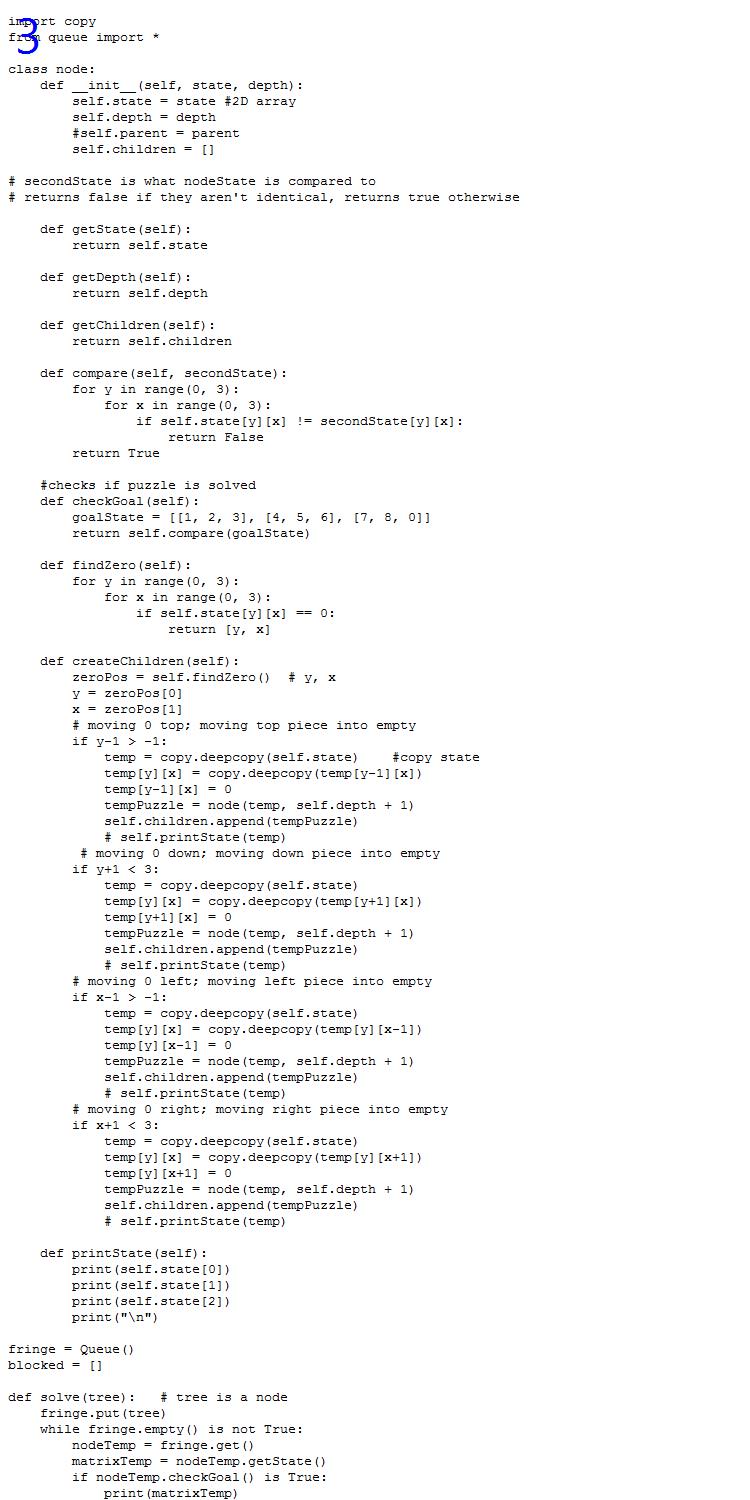 import copy
3
from queue import *
class node:
    def __init__(self, state, depth):
        self.state = state #2D array
        self.depth = depth
        #self.parent = parent
        self.children = []
# secondState is what nodeState is compared to
# returns false if they aren't identical, returns true otherwise
    def getState(self):
        return self.state
    def getDepth(self):
        return self.depth
    def getChildren(self):
        return self.children
    def compare(self, secondState):
        for y in range(0, 3):
            for x in range(0, 3):
                if self.state[y][x] != secondState[y][x]:
                    return False
        return True
    #checks if puzzle is solved
    def checkGoal(self):
        goalState = [[1, 2, 3], [4, 5, 6], [7, 8, 0]]
        return self.compare(goalState)
    def findZero(self):
        for y in range(0, 3):
            for x in range(0, 3):
                if self.state[y][x] == 0:
                    return [y, x]
    def createChildren(self):
        zeroPos = self.findZero()  # y, x
        y = zeroPos[0]
        x = zeroPos[1]
        # moving 0 top; moving top piece into empty
        if y-1 > -1:
            temp = copy.deepcopy(self.state)    #copy state
            temp[y][x] = copy.deepcopy(temp[y-1][x])
            temp[y-1][x] = 0
            tempPuzzle = node(temp, self.depth + 1)
            self.children.append(tempPuzzle)
            # self.printState(temp)
         # moving 0 down; moving down piece into empty
        if y+1 < 3:
            temp = copy.deepcopy(self.state)
            temp[y][x] = copy.deepcopy(temp[y+1][x])
            temp[y+1][x] = 0
            tempPuzzle = node(temp, self.depth + 1)
            self.children.append(tempPuzzle)
            # self.printState(temp)
        # moving 0 left; moving left piece into empty
        if x-1 > -1:
            temp = copy.deepcopy(self.state)
            temp[y][x] = copy.deepcopy(temp[y][x-1])
            temp[y][x-1] = 0
            tempPuzzle = node(temp, self.depth + 1)
            self.children.append(tempPuzzle)
            # self.printState(temp)
        # moving 0 right; moving right piece into empty
        if x+1 < 3:
            temp = copy.deepcopy(self.state)
            temp[y][x] = copy.deepcopy(temp[y][x+1])
            temp[y][x+1] = 0
            tempPuzzle = node(temp, self.depth + 1)
            self.children.append(tempPuzzle)
            # self.printState(temp)
    def printState(self):
        print(self.state[0])
        print(self.state[1])
        print(self.state[2])
        print("\n")
fringe = Queue()
blocked = []
def solve(tree):   # tree is a node
    fringe.put(tree)
    while fringe.empty() is not True:
        nodeTemp = fringe.get()
        matrixTemp = nodeTemp.getState()
        if nodeTemp.checkGoal() is True:
            print(matrixTemp)